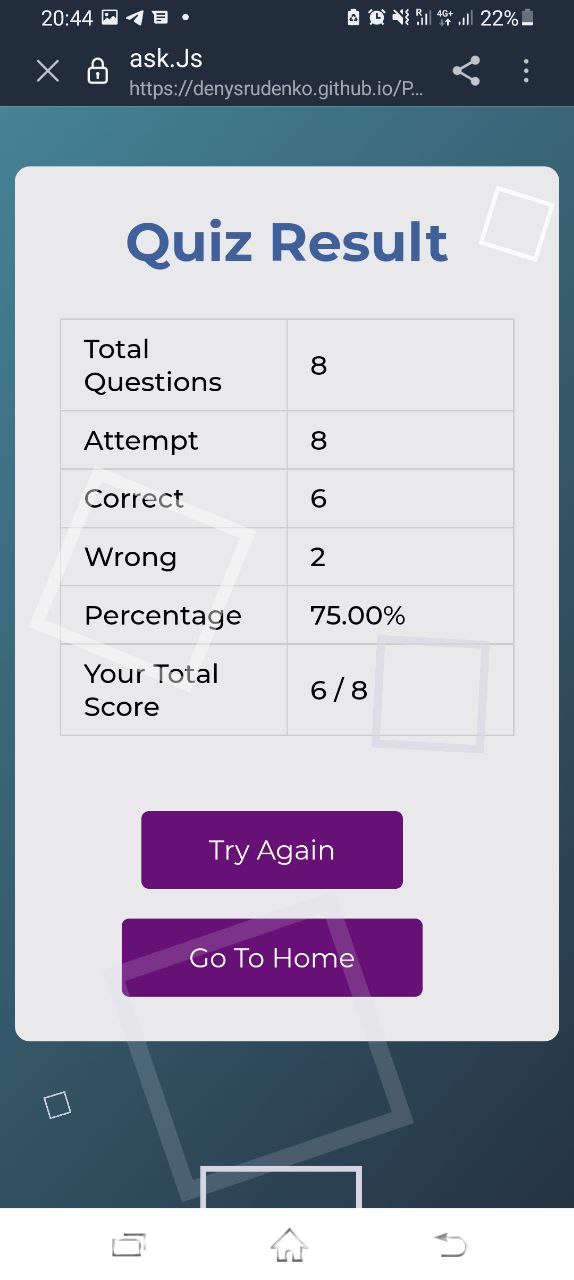 20:44 22%
ask.Js
https://denysrudenko.github.io/P...
Quiz Result
Total
Questions
8
Attempt 8
Correct 6
Wrong 2
Percentage 75.00%
Your Total
Score
6 / 8
Try Again
Go To Home